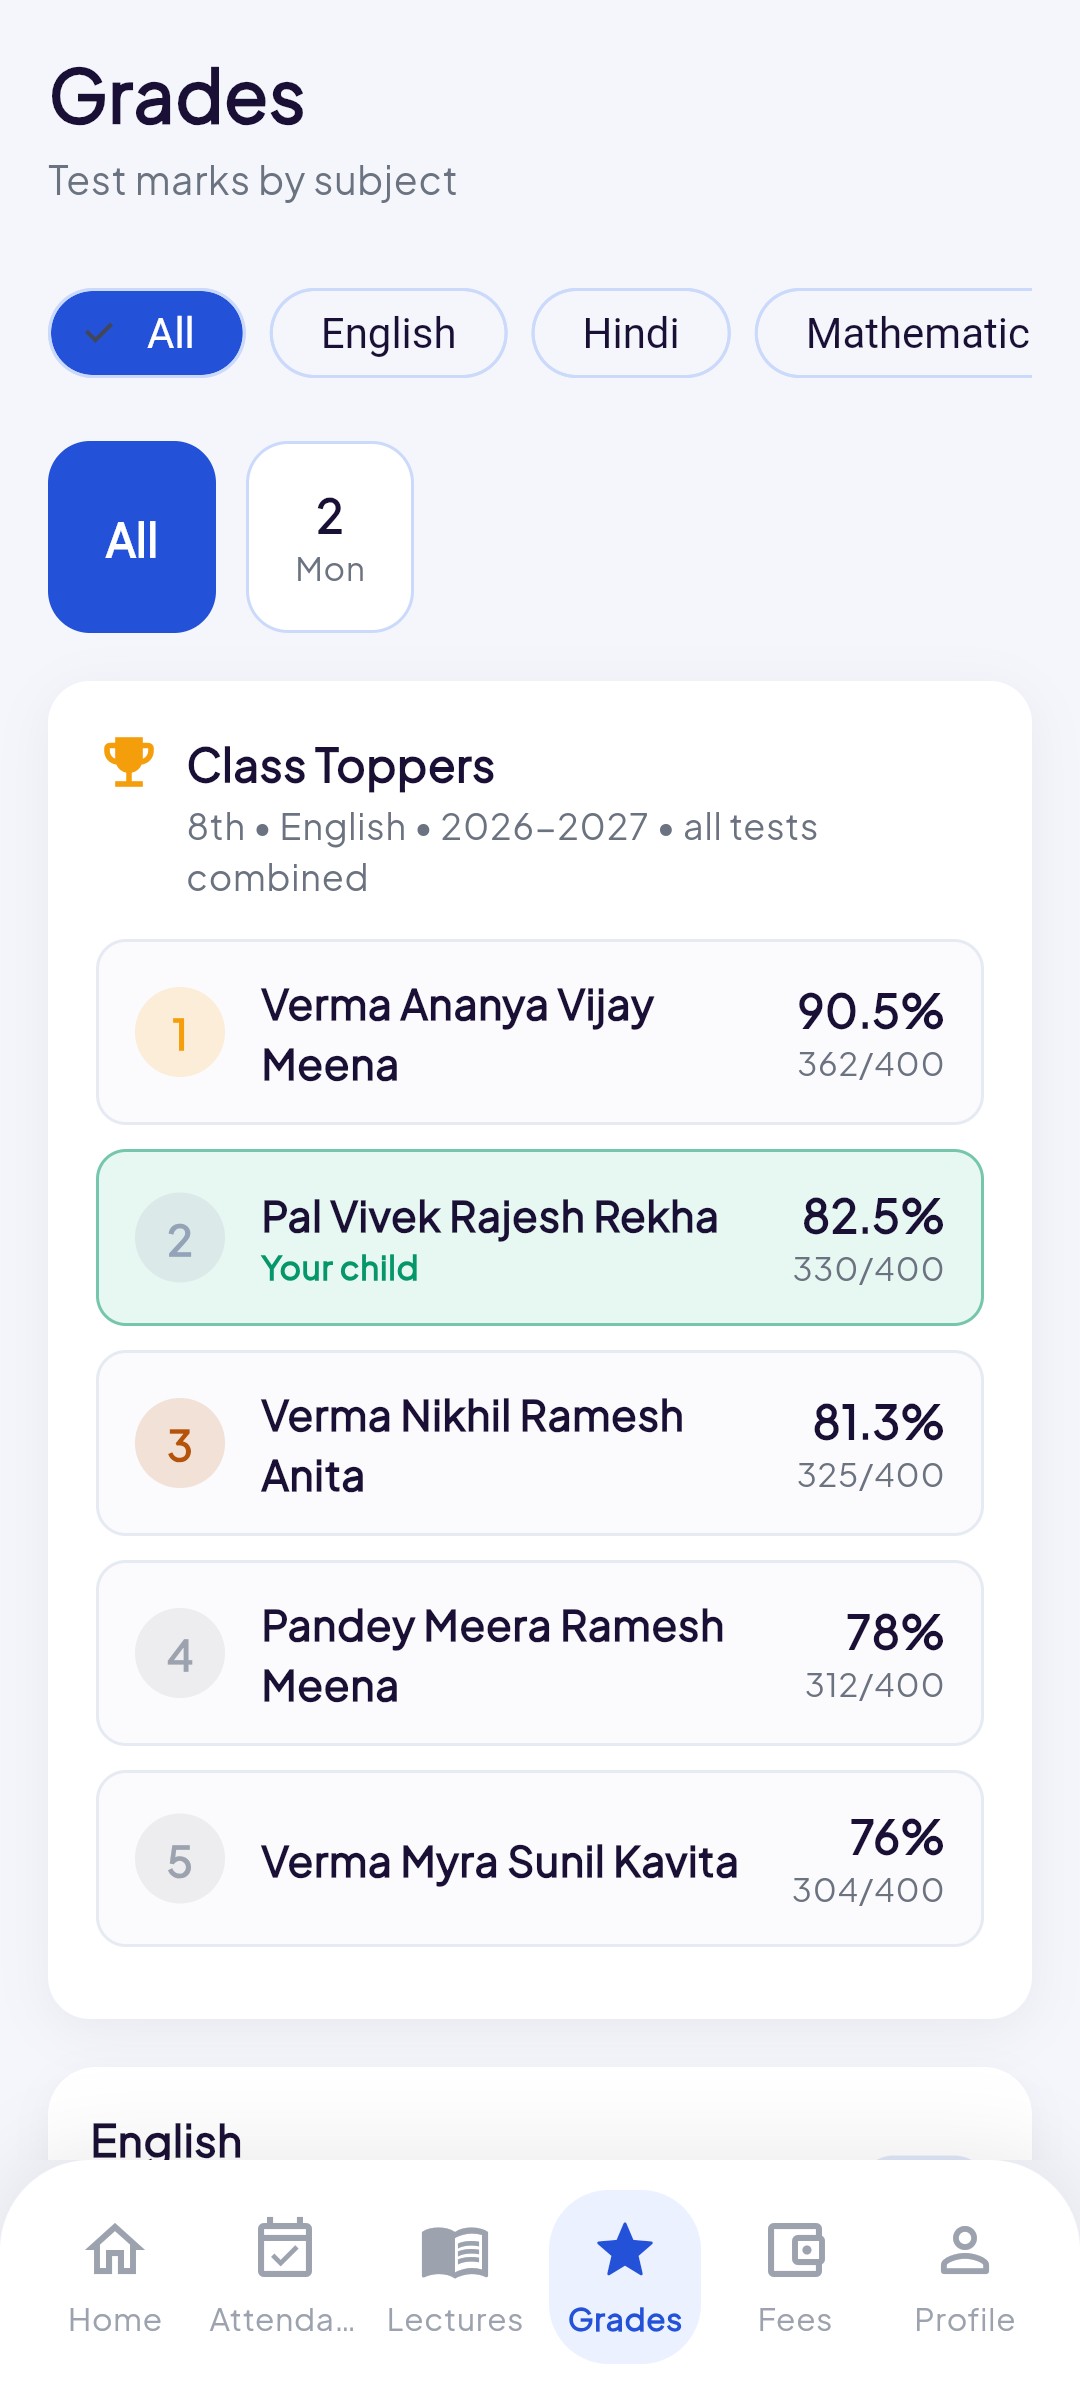 Grades
Test marks by subject
All
English
Hindi
Mathematic
All
2
Mon
Class Toppers
8th • English • 2026–2027 • all tests
combined
1
Verma Ananya Vijay
Meena
90.5%
362/400
2
Pal Vivek Rajesh Rekha
Your child
82.5%
330/400
3
Verma Nikhil Ramesh
Anita
81.3%
325/400
4
Pandey Meera Ramesh
Meena
78%
312/400
5
Verma Myra Sunil Kavita
76%
304/400
English
Home
Attenda...
Lectures
Grades
Fees
Profile